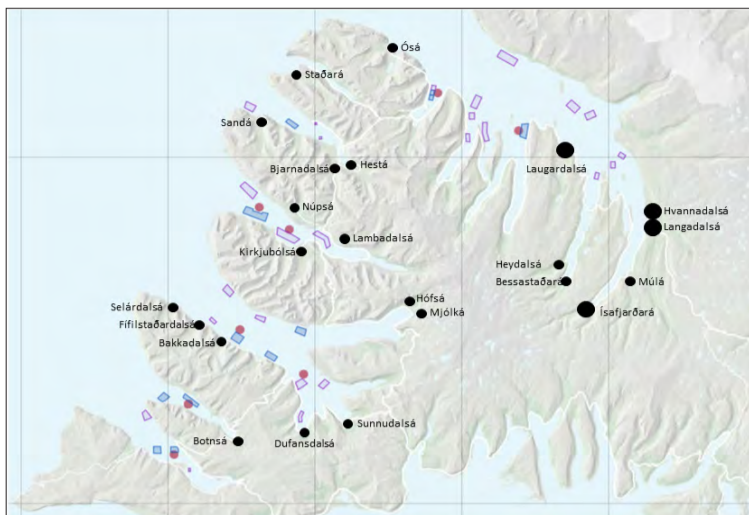 Ósá
Staðará
Sandá
Hestá
Bjarnadalsá
Laugardalsá
Núpsá
Hvannadalsá
Langadalsá
Lambadalsá
Kirkjubólsá
Heydalsá
Bessastaðará
Múlá
Hófsá
Mjólká
Ísafjarðará
Selárdalsá
Fífilstaðardalsá
Bakkadalsá
Sunnudalsá
Dufansdalsá
Botnsá